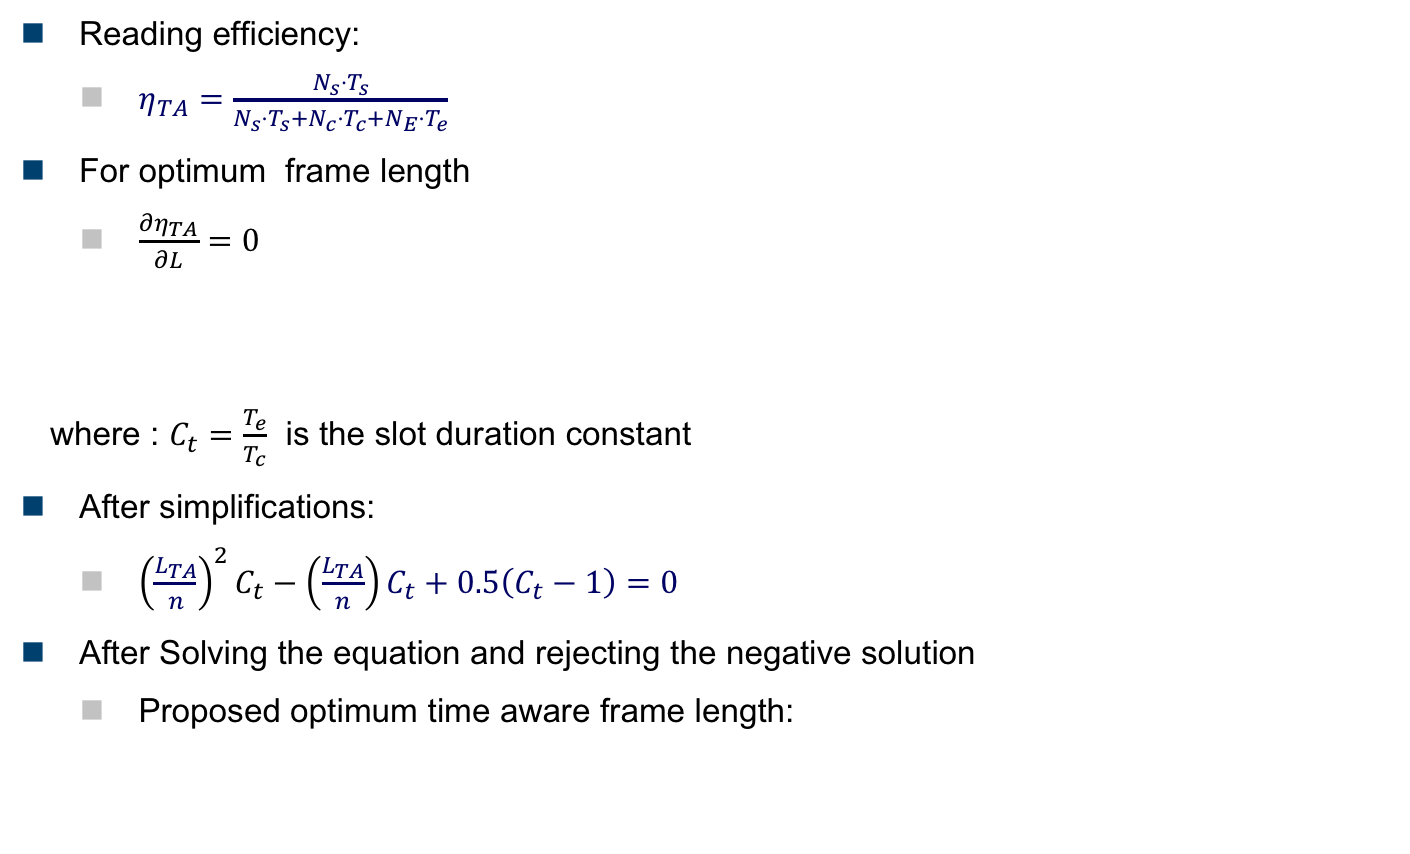 Reading efficiency:
η_TA = (N_s·T_s)/(N_s·T_s+N_c·T_c+N_E·T_e)
For optimum  frame length
∂η_TA/∂L = 0
where : C_t = T_e/T_c  is the slot duration constant
After simplifications:
(L_TA/n)² C_t − (L_TA/n) C_t + 0.5(C_t − 1) = 0
After Solving the equation and rejecting the negative solution
Proposed optimum time aware frame length: